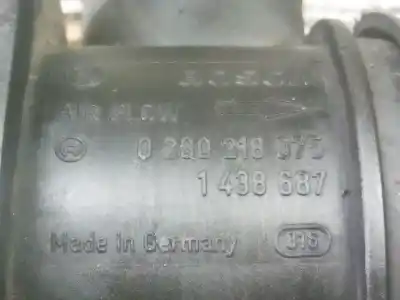 BOSCH
AIR FLOW
R 0 280 218 075
1 438 687
Made in Germany 316